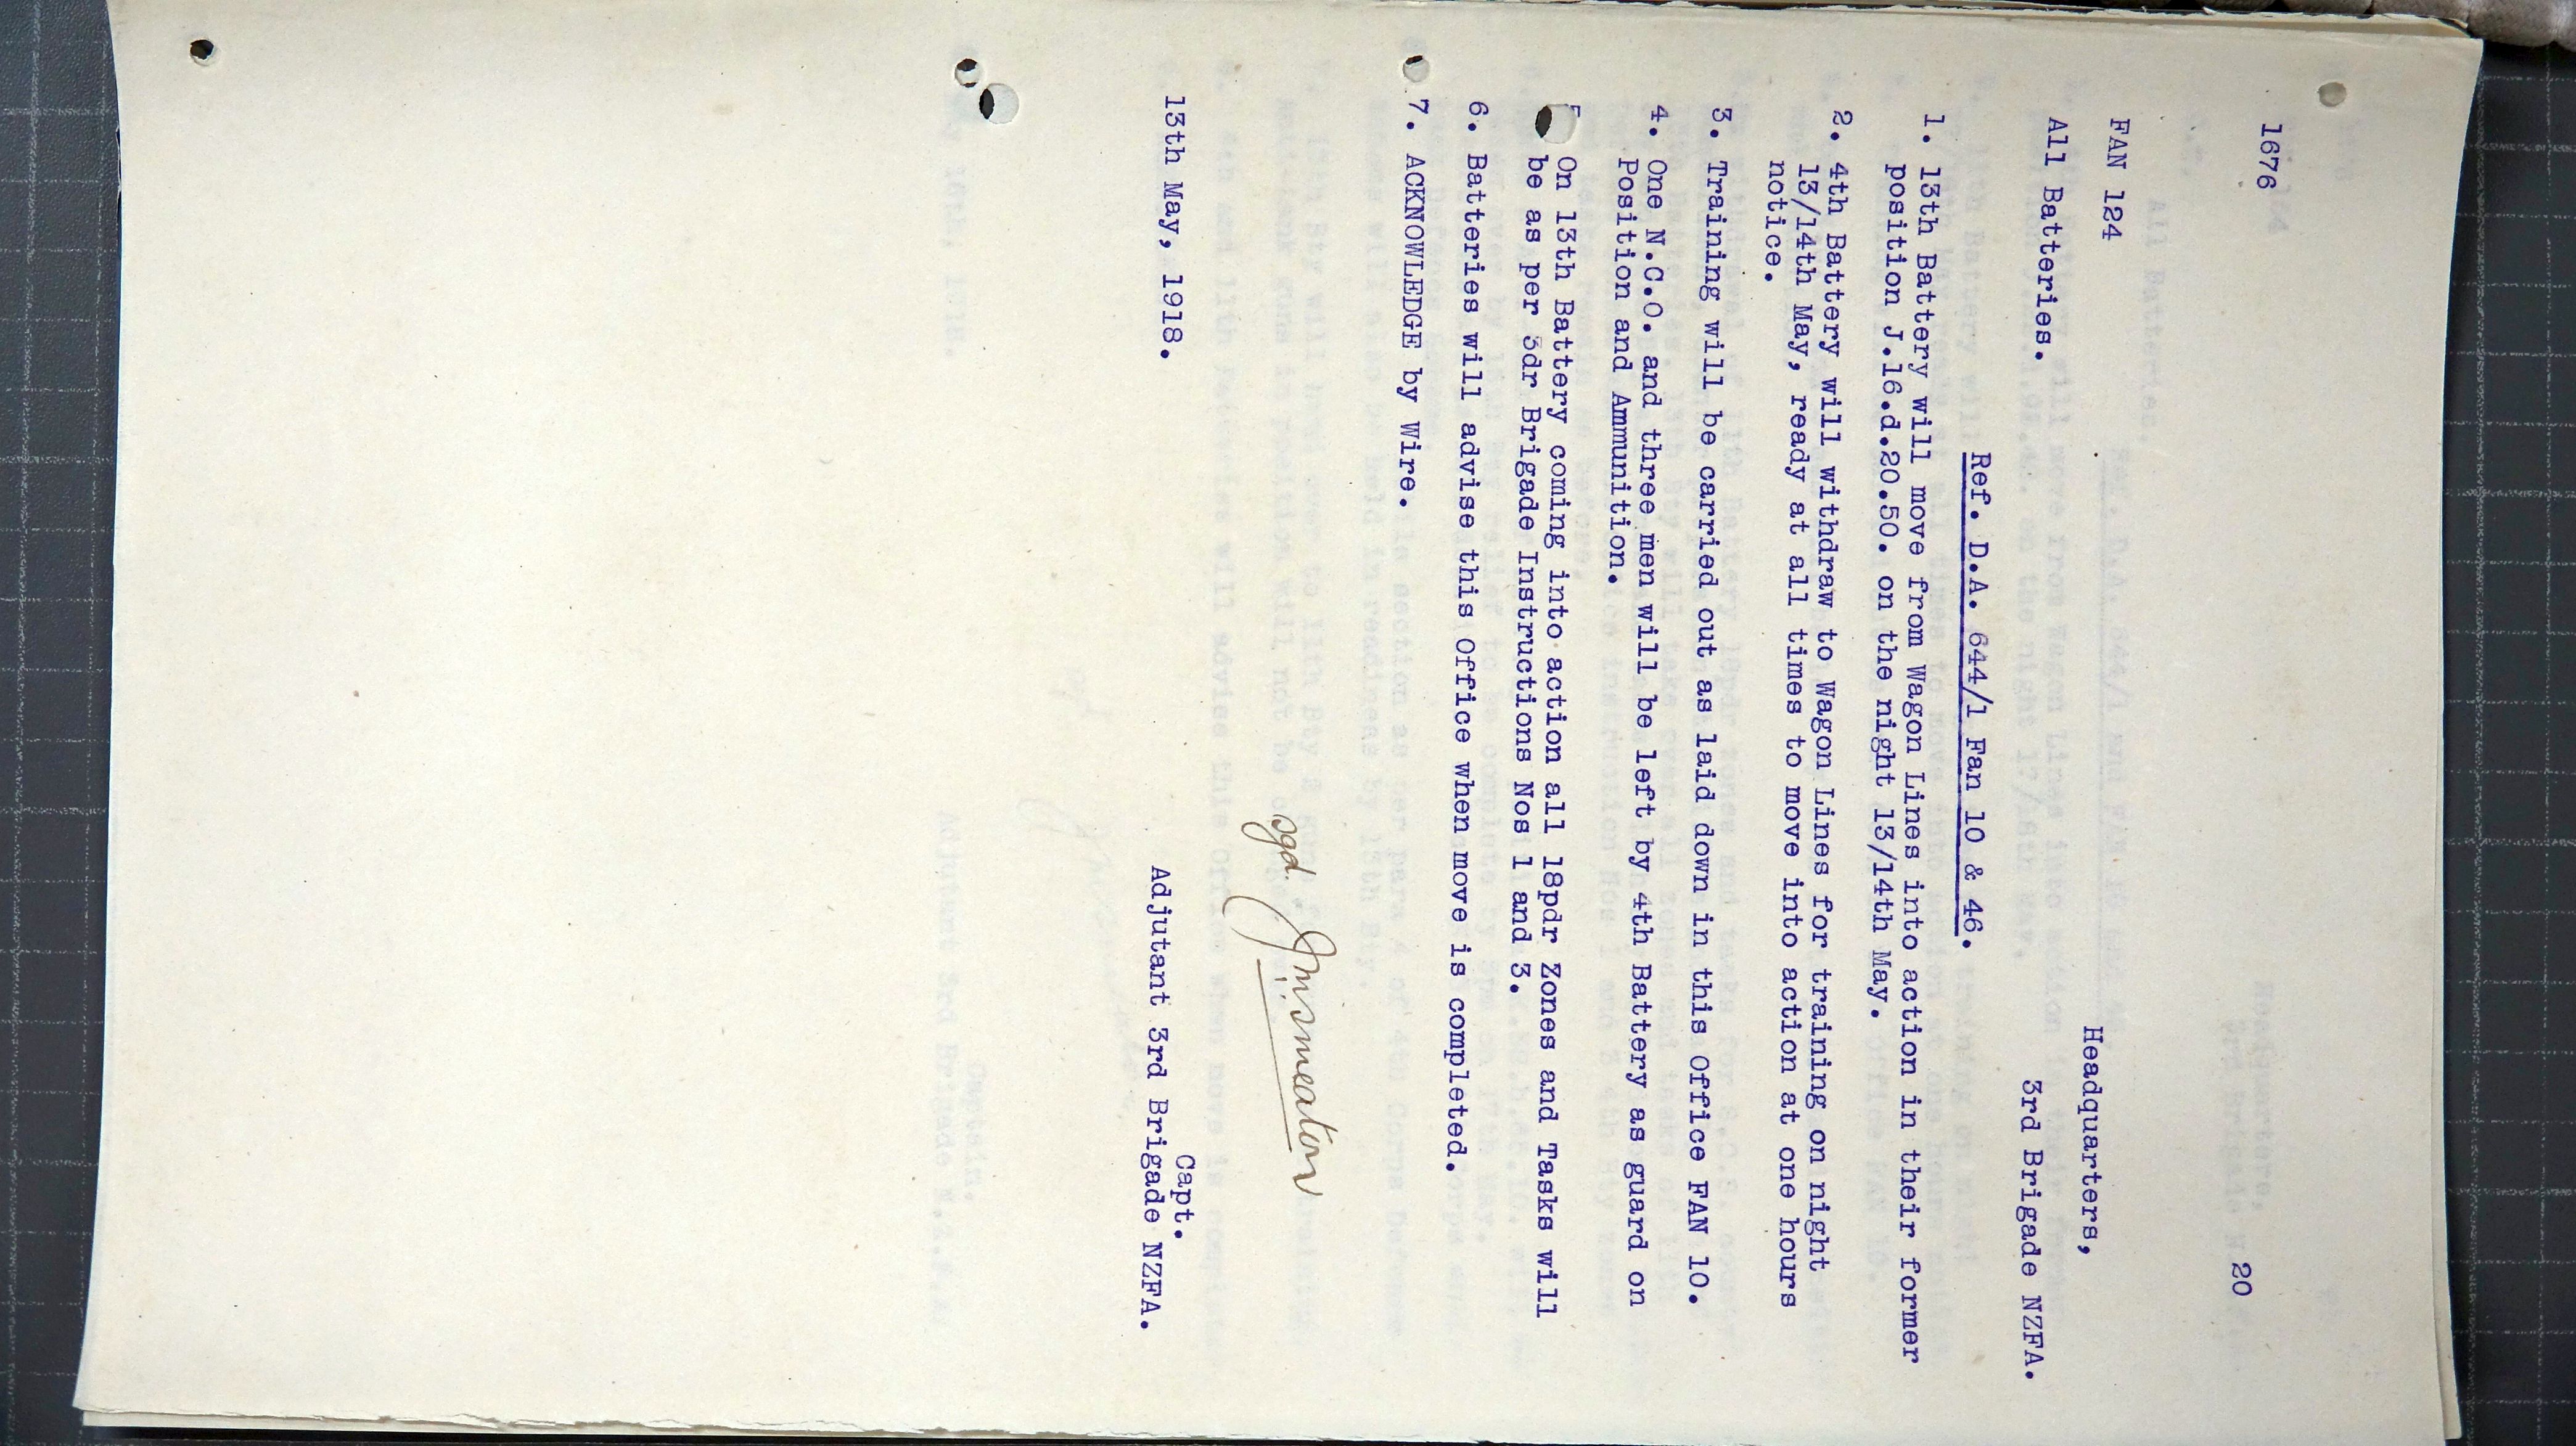 1676
20
FAN 124
Headquarters,
All Batteries.
3rd Brigade NZFA.
Ref. D.A. 644/1 Fan 10 & 46.
1. 13th Battery will move from Wagon Lines into action in their former
position J.16.d.20.50. on the night 13/14th May.
2. 4th Battery will withdraw to Wagon Lines for training on night
13/14th May, ready at all times to move into action at one hours
notice.
3. Training will be carried out as laid down in this Office FAN 10.
4. One N.C.O. and three men will be left by 4th Battery as guard on
Position and Ammunition.
5 On 13th Battery coming into action all 18pdr Zones and Tasks will
be as per 3dr Brigade Instructions Nos 1 and 3.
6. Batteries will advise this Office when move is completed.
7. ACKNOWLEDGE by Wire.
sgd. Smeaton
Capt.
13th May, 1918.
Adjutant 3rd Brigade NZFA.